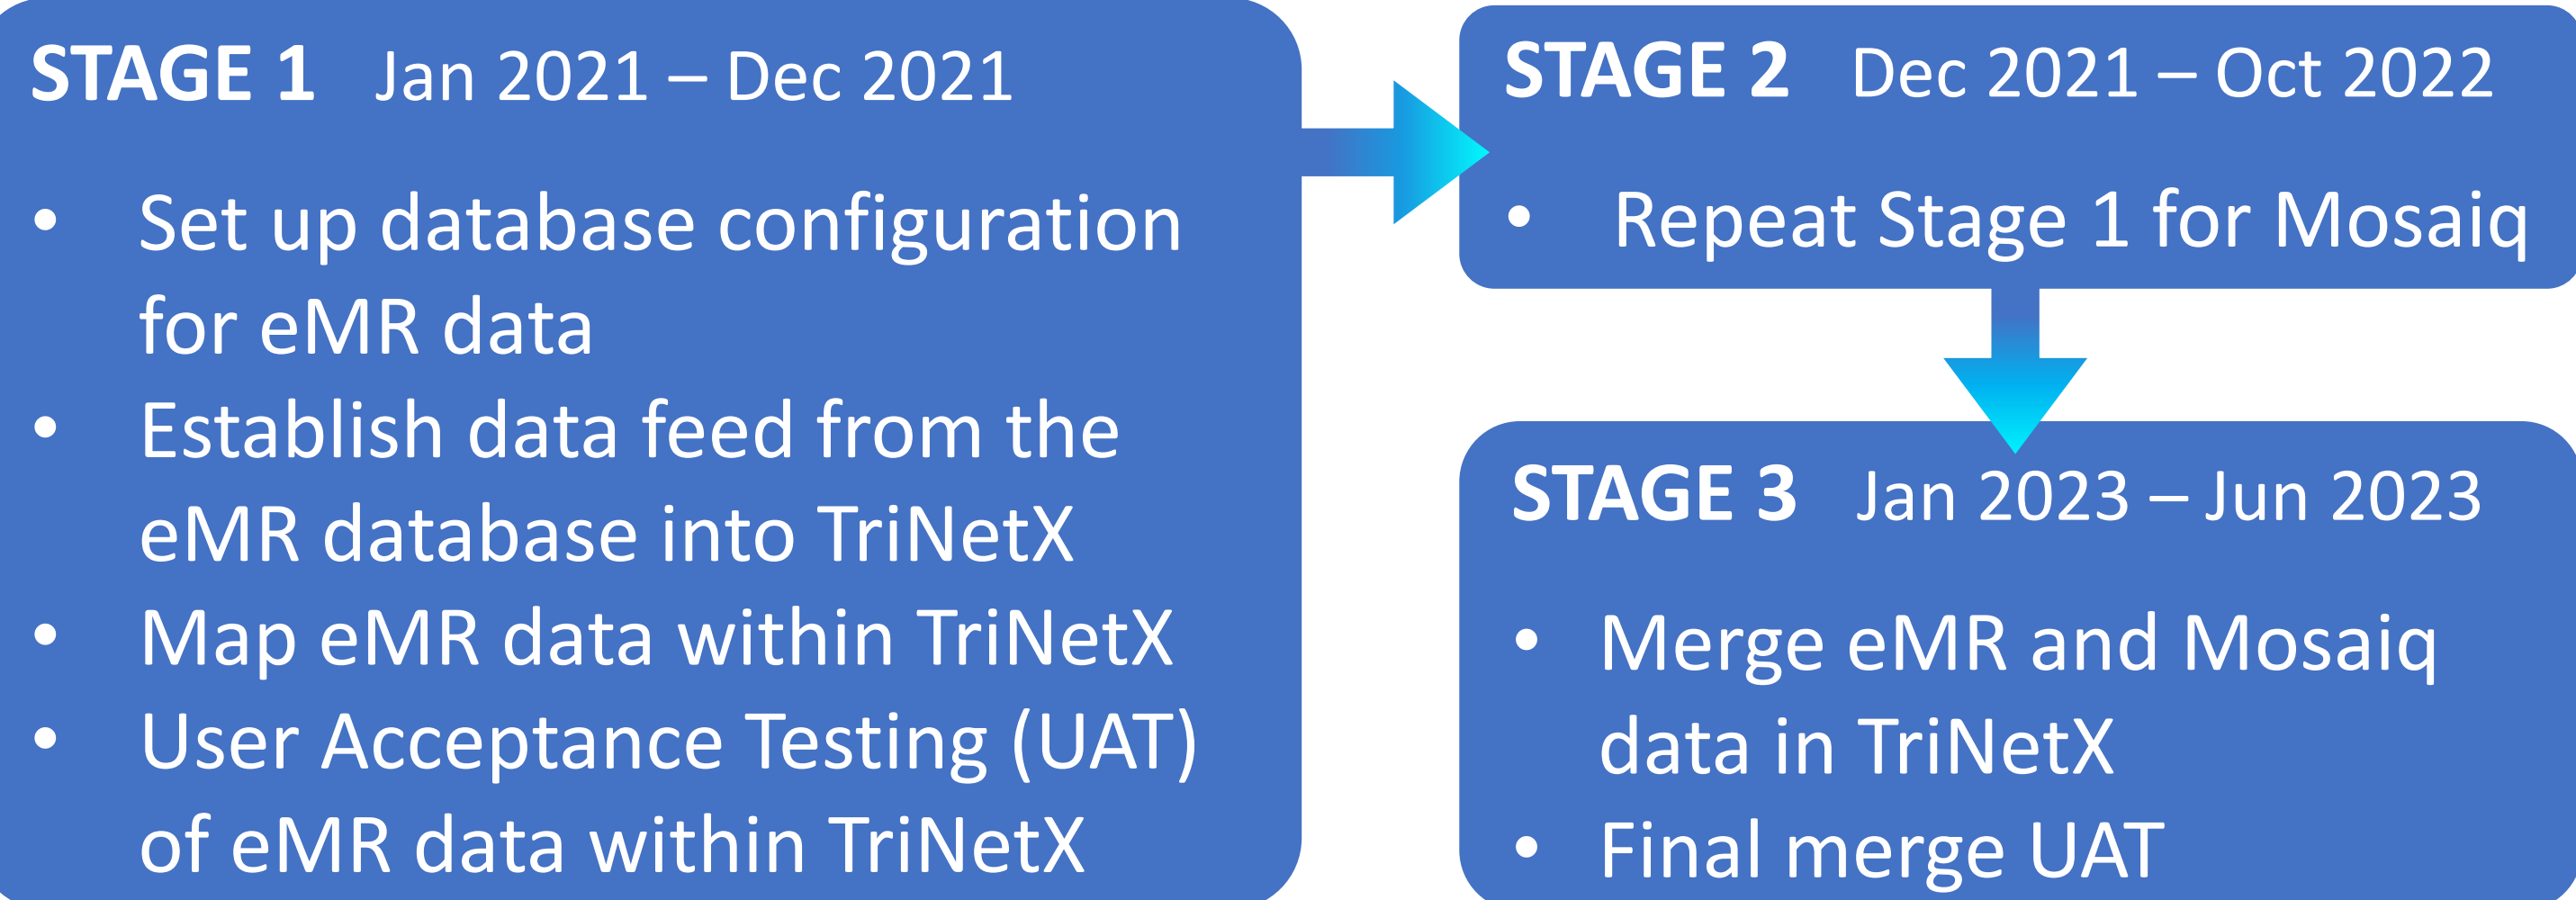 STAGE 1 Jan 2021 – Dec 2021
• Set up database configuration
for eMR data
• Establish data feed from the
eMR database into TriNetX
• Map eMR data within TriNetX
• User Acceptance Testing (UAT)
of eMR data within TriNetX
STAGE 2 Dec 2021 – Oct 2022
• Repeat Stage 1 for Mosaiq
STAGE 3 Jan 2023 – Jun 2023
• Merge eMR and Mosaiq
data in TriNetX
• Final merge UAT